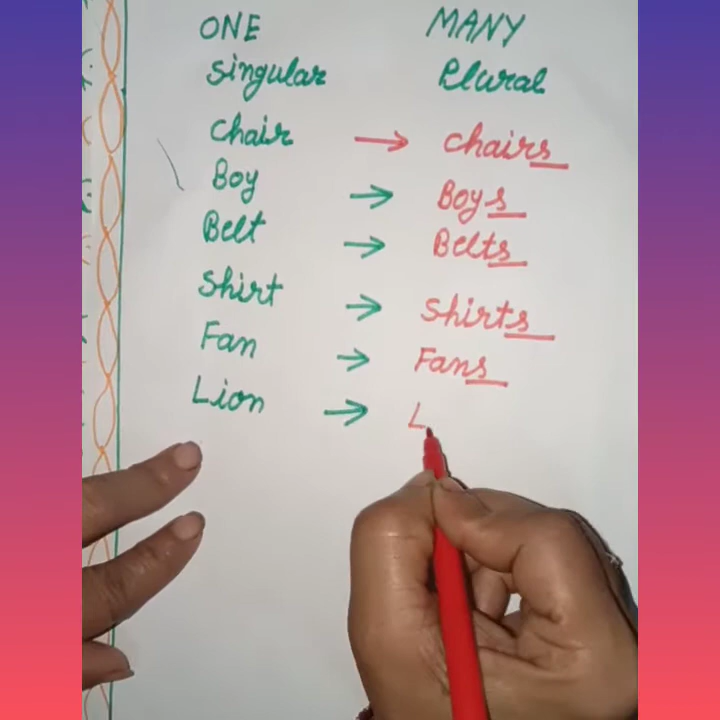 ONE MANY
Singular Plural
Chair → Chairs
Boy → Boys
Belt → Belts
Shirt → Shirts
Fan → Fans
Lion → L